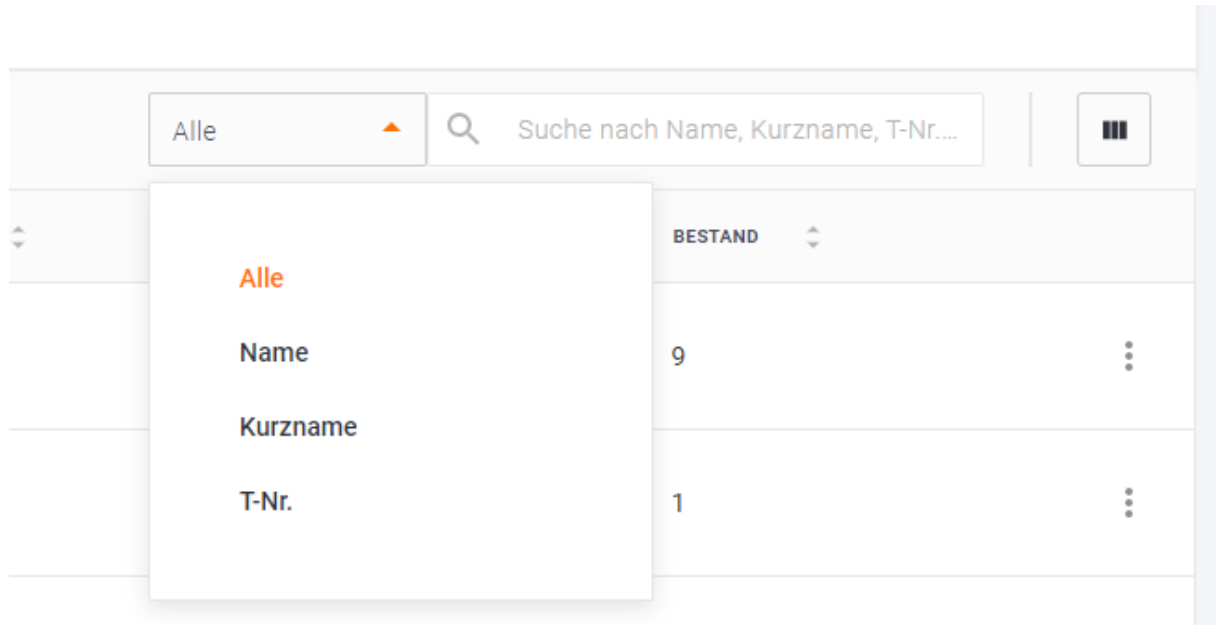 Alle
Suche nach Name, Kurzname, T-Nr....
BESTAND
Alle
Name
9
Kurzname
T-Nr.
1